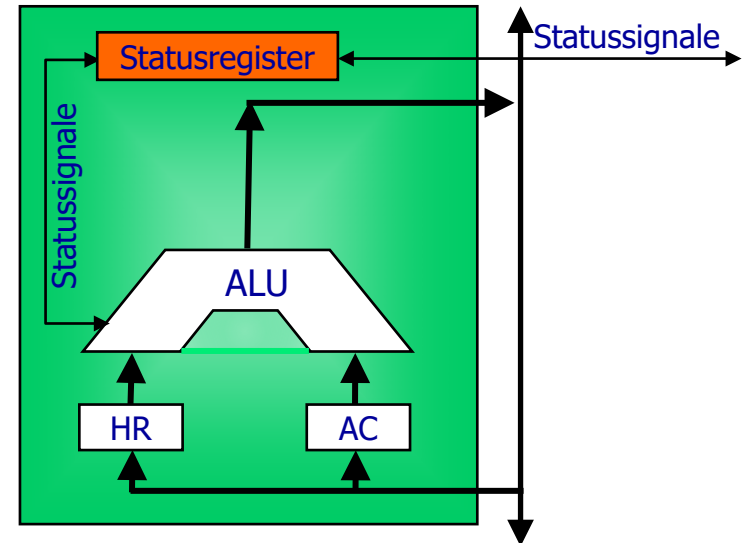 Statussignale
Statusregister
Statussignale
ALU
HR
AC